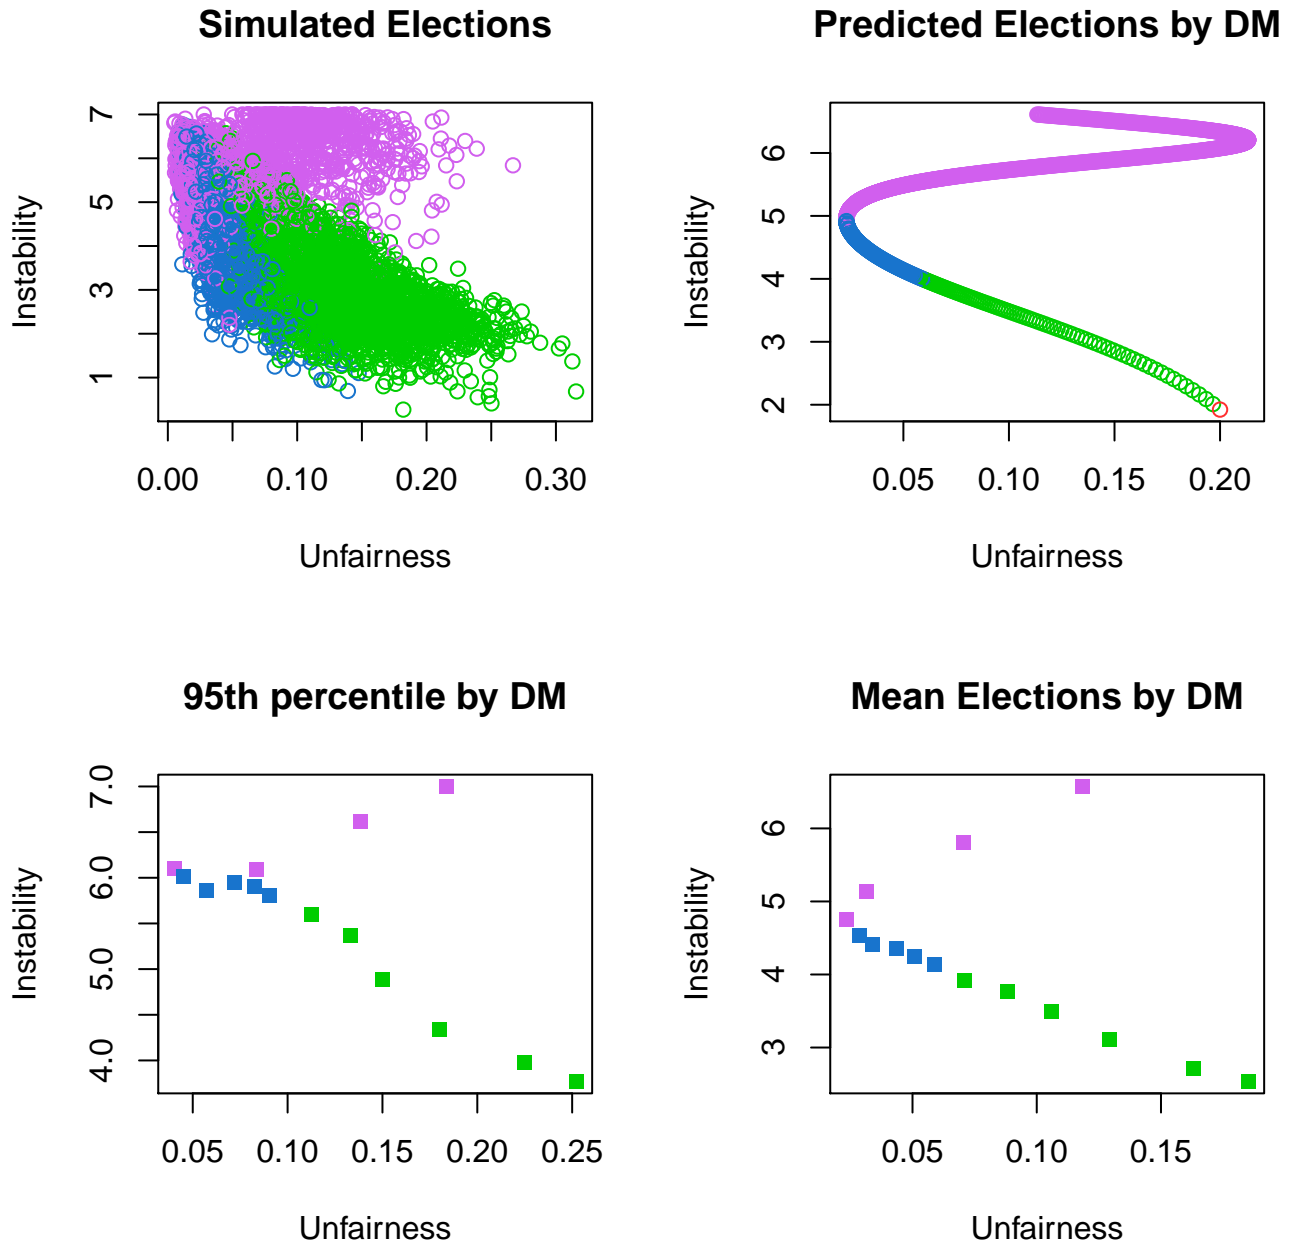 Simulated Elections
Instability
7
5
3
1
0.00 0.10 0.20 0.30
Unfairness
Predicted Elections by DM
Instability
6
5
4
3
2
0.05 0.10 0.15 0.20
Unfairness
95th percentile by DM
Instability
7.0
6.0
5.0
4.0
0.05 0.10 0.15 0.20 0.25
Unfairness
Mean Elections by DM
Instability
6
5
4
3
0.05 0.10 0.15
Unfairness